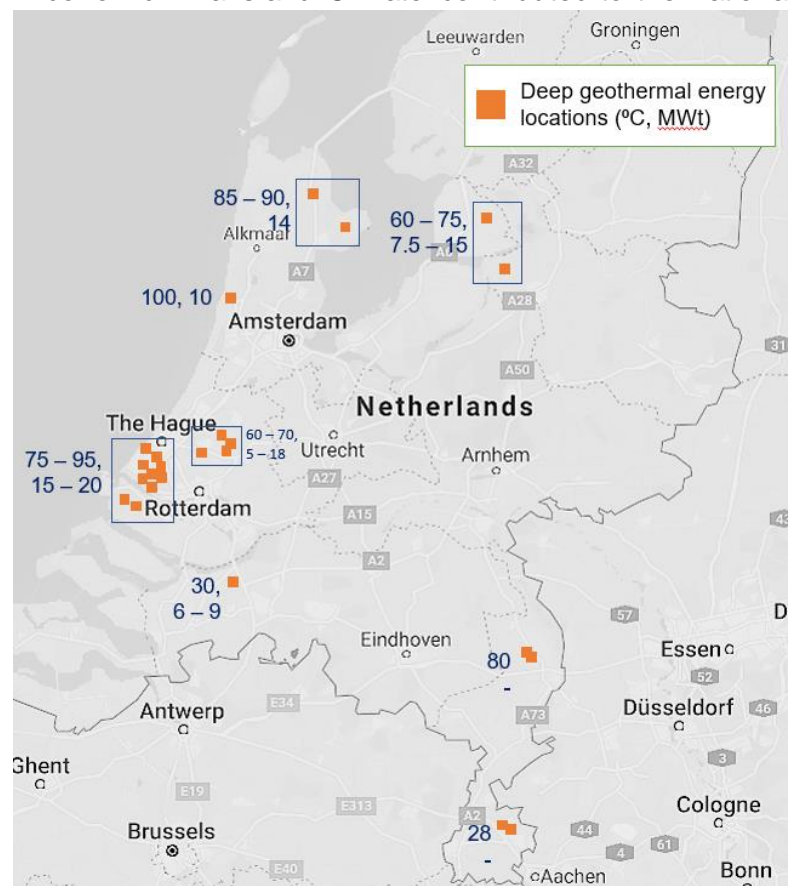 Leeuwarden
Groningen
Deep geothermal energy
locations (ºC, MWt)
A32
85 – 90,
14
60 – 75,
7.5 – 15
Alkmaar
A7
A28
100, 10
Amsterdam
31
A50
Netherlands
The Hague
60 – 70,
5 – 18
Utrecht
Arnhem
75 – 95,
15 – 20
A27
Rotterdam
A15
A2
30,
6 – 9
57
Eindhoven
Essen
80
-
52
E34
A73
Antwerp
Düsseldorf
46
Ghent
3
E19
E313
Cologne
A2
Brussels
28
-
44
4
61
E40
Aachen
Bonn